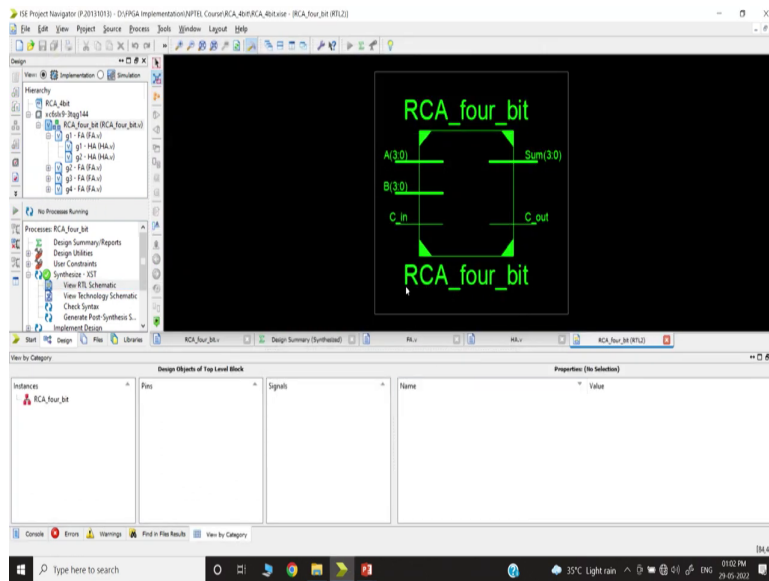 ISE Project Navigator (P.20131013) - D:\FPGA Implementation\NPTEL Course\RCA_4bit\RCA_4bit.xise - [RCA_four_bit (RTL2)]
File Edit View Project Source Process Tools Window Layout Help
Design
View: Implementation Simulation
Hierarchy
RCA_4bit
xc6slx9-3tqg144
RCA_four_bit (RCA_four_bit.v)
g1 - FA (FA.v)
g1 - HA (HA.v)
g2 - HA (HA.v)
g2 - FA (FA.v)
g3 - FA (FA.v)
g4 - FA (FA.v)
No Processes Running
Processes: RCA_four_bit
Design Summary/Reports
Design Utilities
User Constraints
Synthesize - XST
View RTL Schematic
View Technology Schematic
Check Syntax
Generate Post-Synthesis S...
Implement Design
RCA_four_bit
A(3:0) Sum(3:0)
B(3:0)
C_in C_out
RCA_four_bit
Start Design Files Libraries
RCA_four_bit.v Design Summary (Synthesized) FA.v HA.v RCA_four_bit (RTL2)
View by Category
Design Objects of Top Level Block Properties: (No Selection)
Instances Pins Signals Name Value
RCA_four_bit
Console Errors Warnings Find in Files Results View by Category
[84,4
Type here to search
35°C Light rain ENG 01:02 PM
29-05-2022